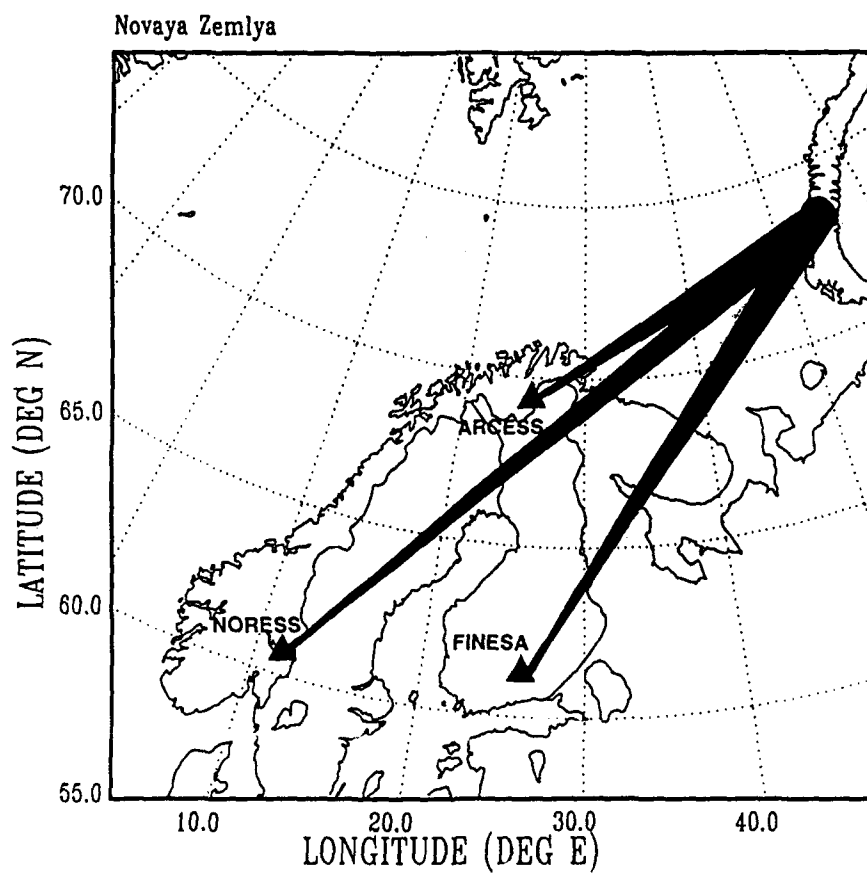 Novaya Zemlya
70.0
65.0
60.0
55.0
LATITUDE (DEG N)
ARCESS
NORESS
FINESA
10.0 20.0 30.0 40.0
LONGITUDE (DEG E)